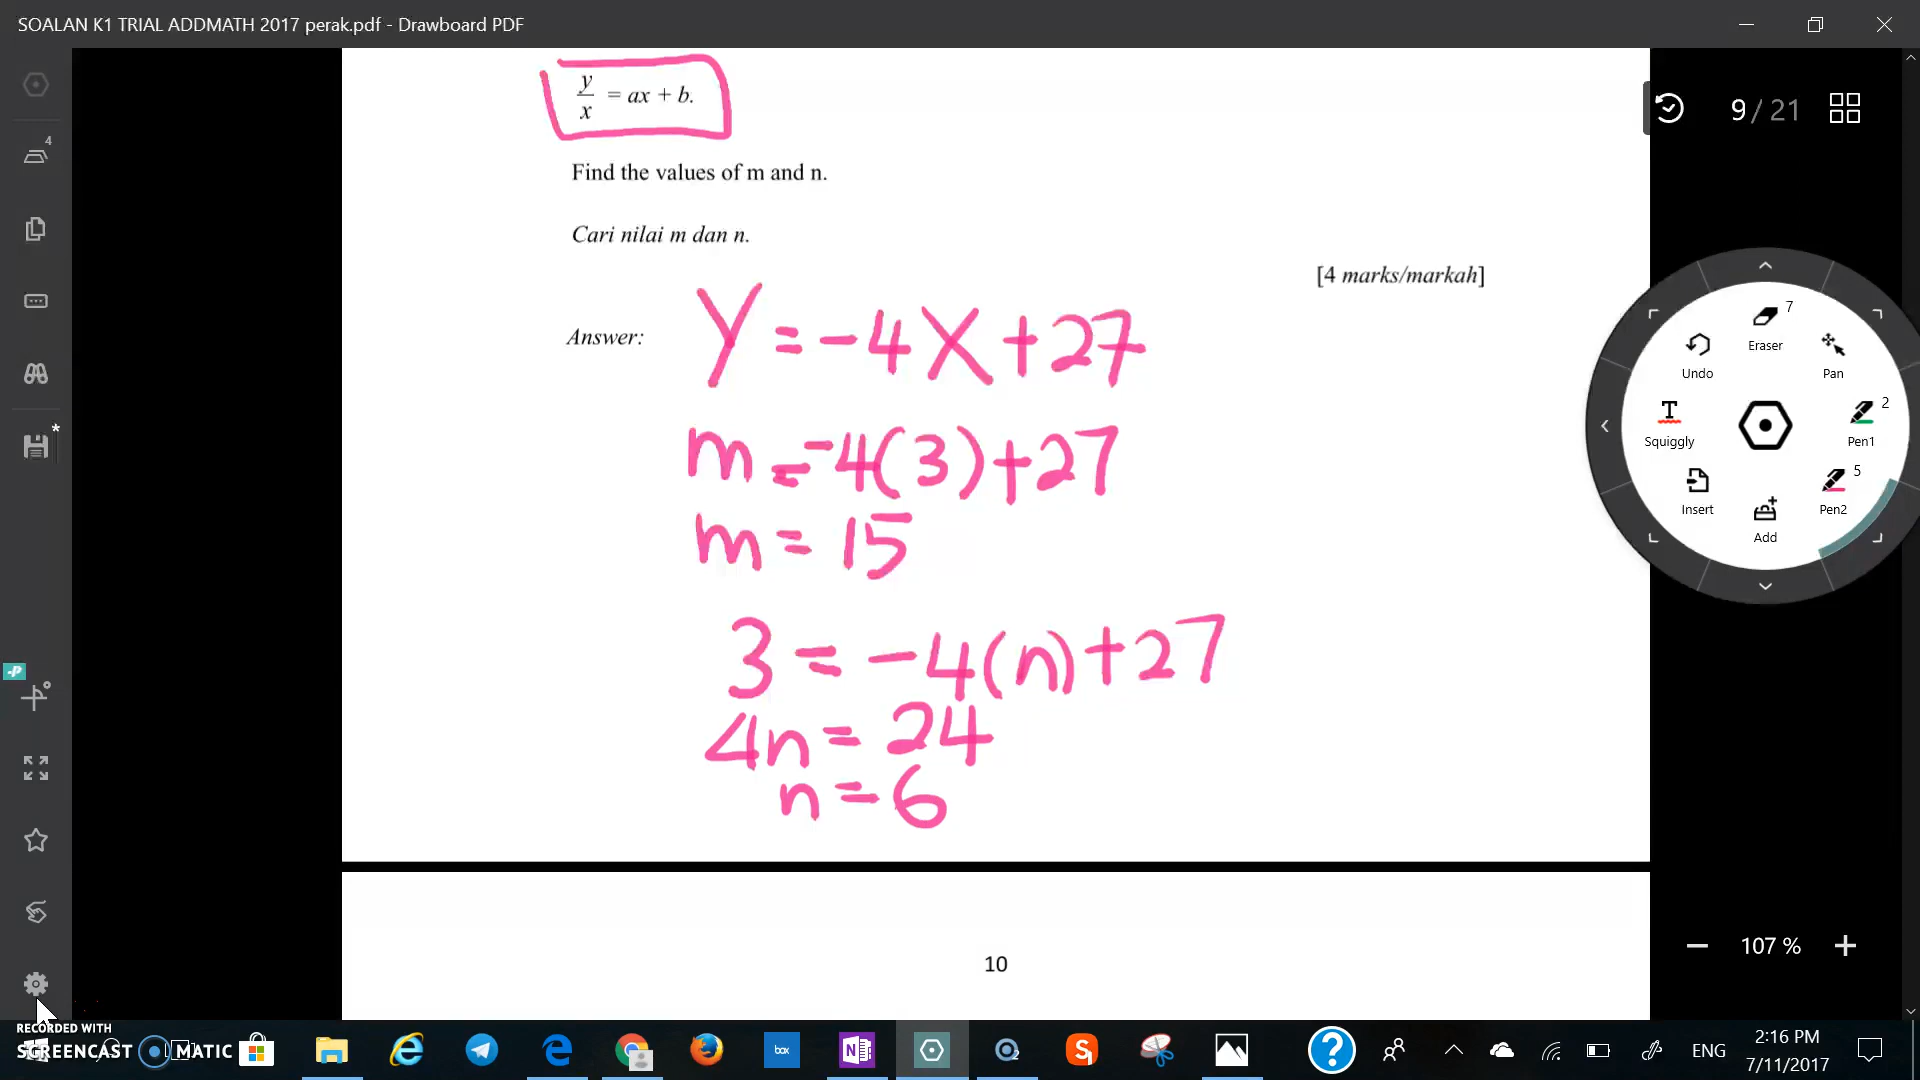 SOALAN K1 TRIAL ADDMATH 2017 perak.pdf - Drawboard PDF
y/x = ax + b.
9 / 21
4
Find the values of m and n.
Cari nilai m dan n.
[4 marks/markah]
Answer:
Y = -4X + 27
m = -4(3) + 27
m = 15
3 = -4(n) + 27
4n = 24
n = 6
7
Eraser
Undo
Pan
2
Squiggly
Pen1
5
Insert
Pen2
Add
107 %
10
RECORDED WITH
SCREENCAST MATIC
box
N
S
?
ENG
2:16 PM
7/11/2017